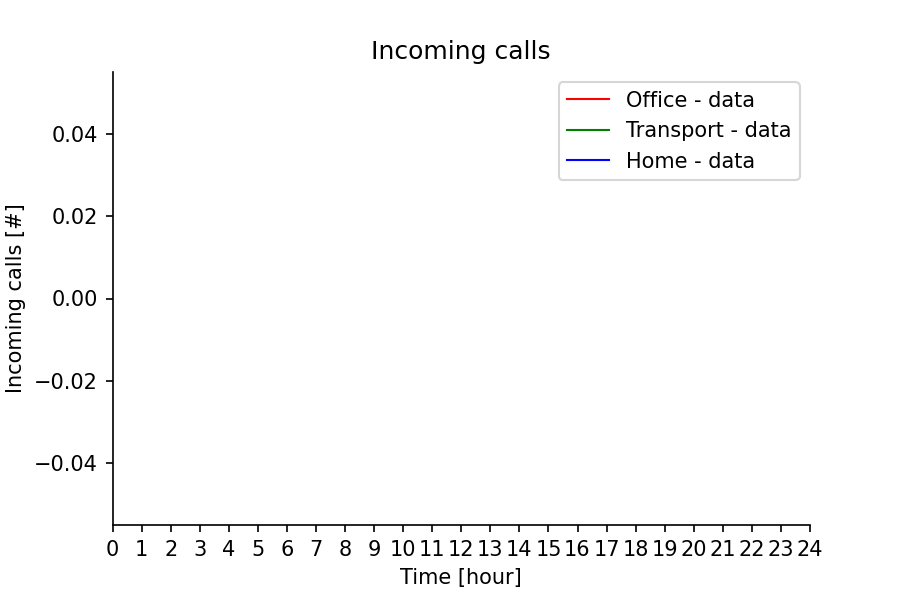 Incoming calls
Office - data
Transport - data
Home - data
Incoming calls [#]
0.04
0.02
0.00
−0.02
−0.04
0 1 2 3 4 5 6 7 8 9 10 11 12 13 14 15 16 17 18 19 20 21 22 23 24
Time [hour]